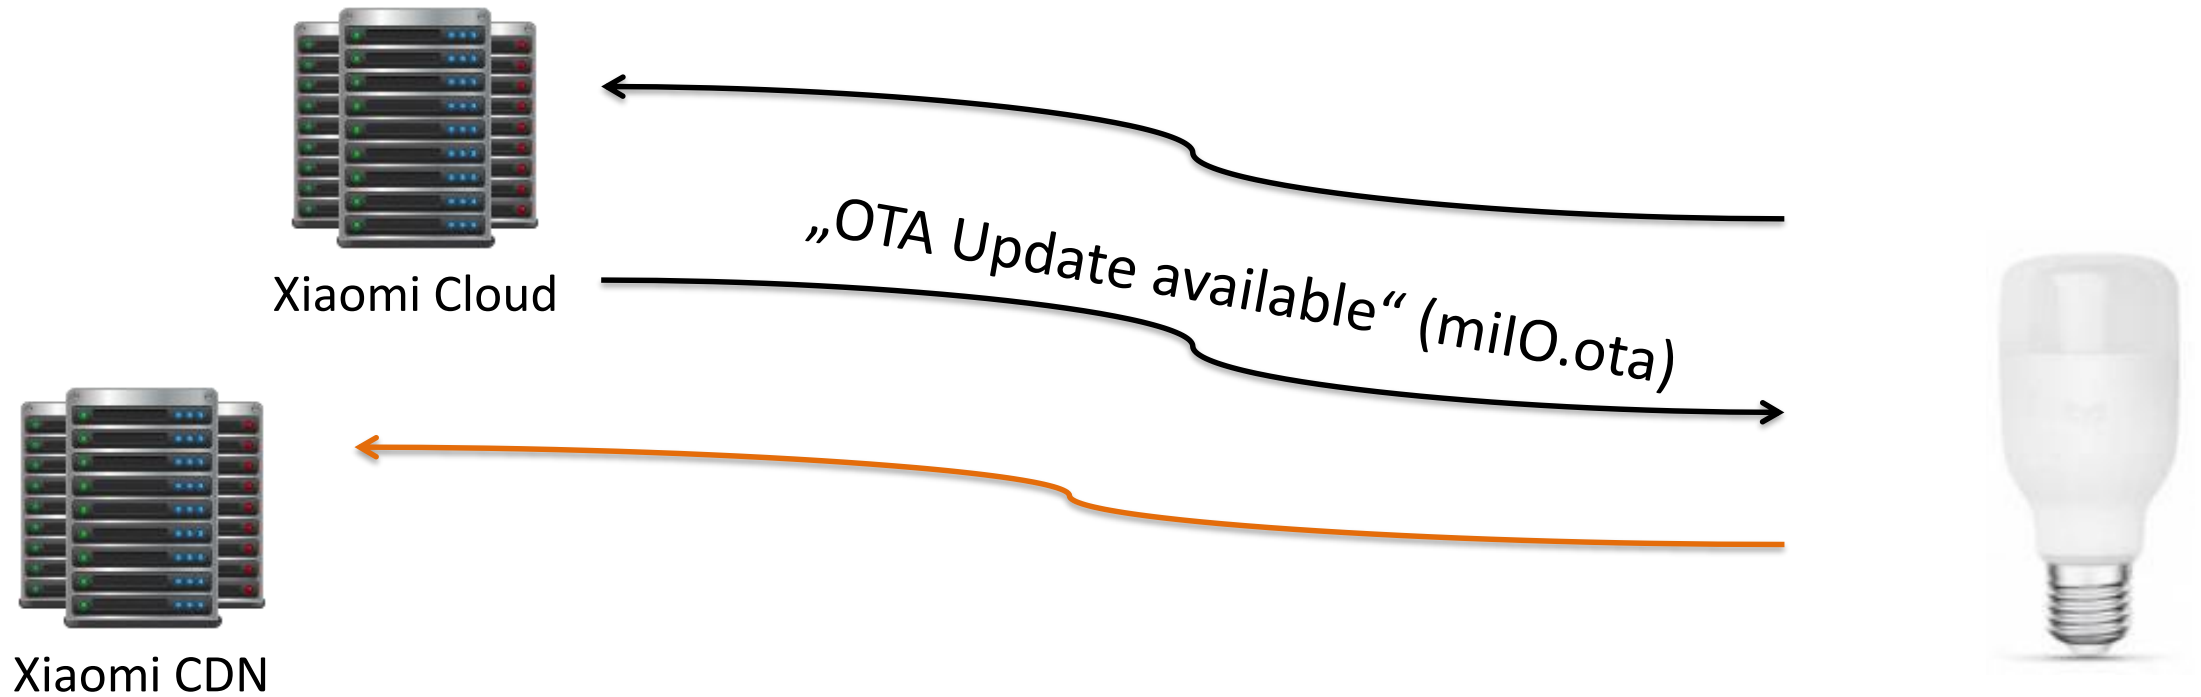 Xiaomi Cloud
„OTA Update available“ (miIO.ota)
Xiaomi CDN